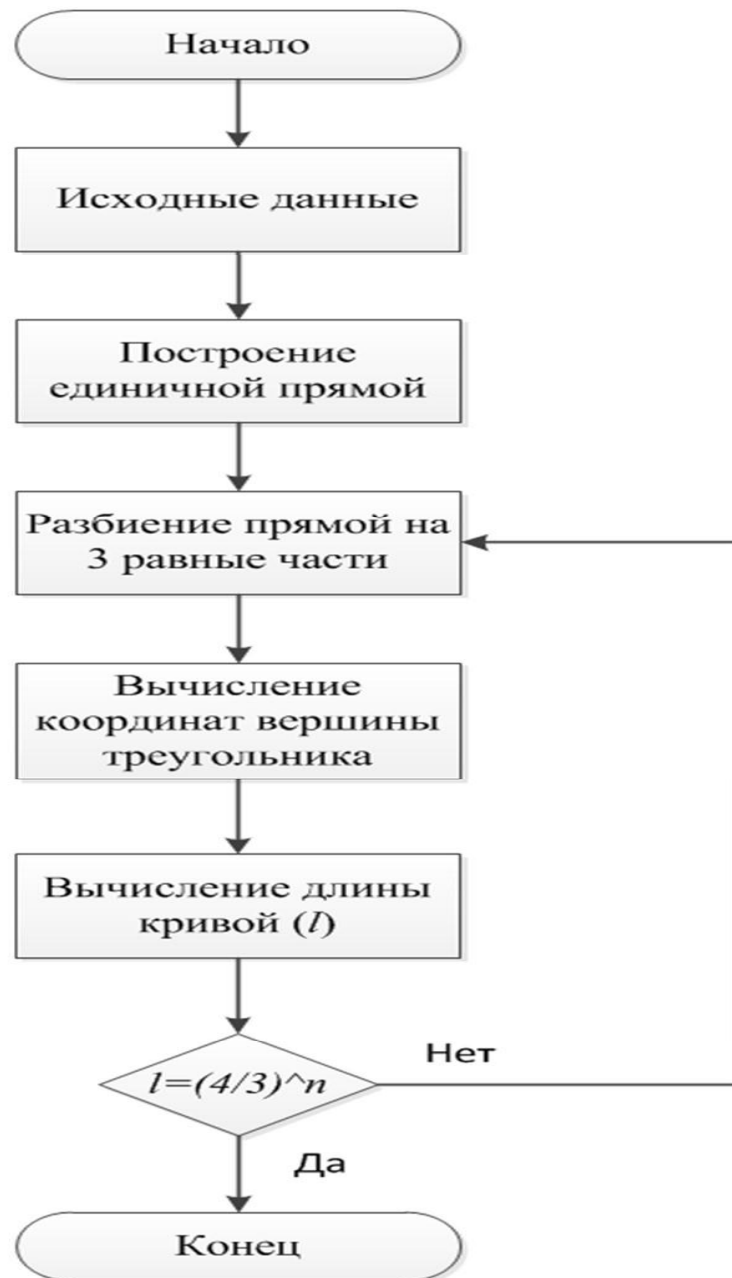 Начало
Исходные данные
Построение
единичной прямой
Разбиение прямой на
3 равные части
Вычисление
координат вершины
треугольника
Вычисление длины
кривой (l)
l=(4/3)^n
Нет
Да
Конец